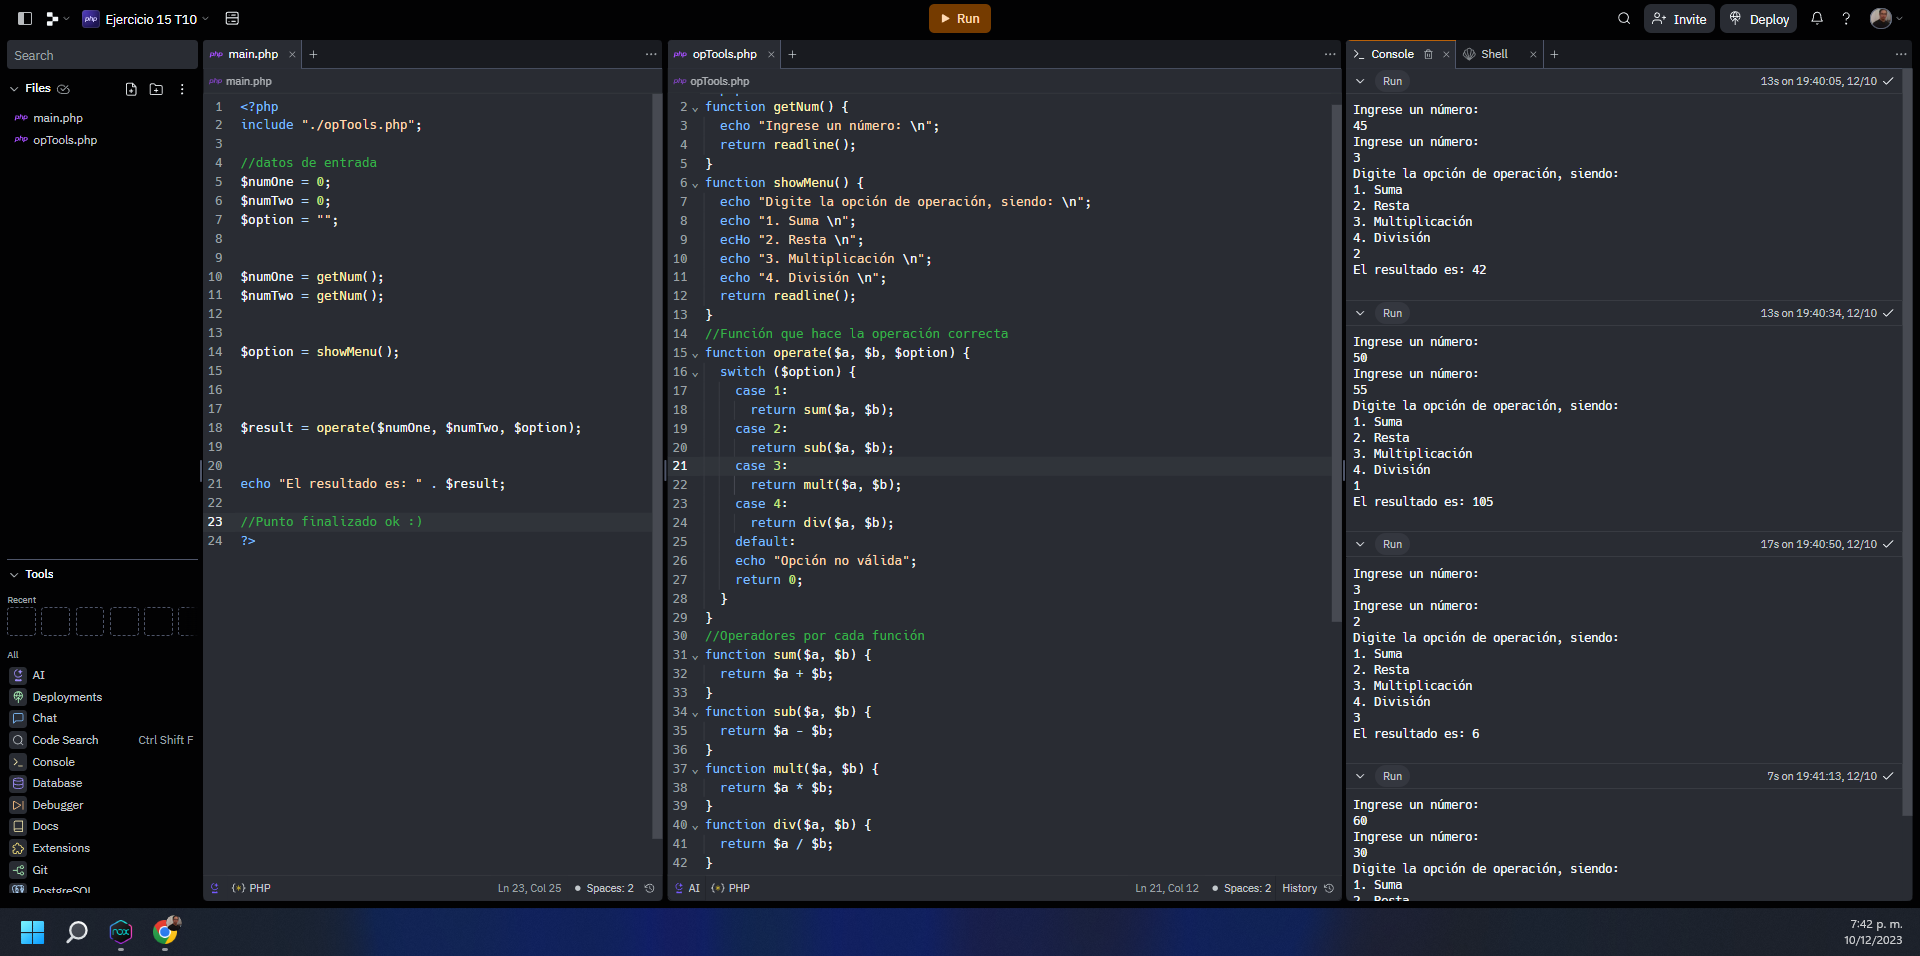 Ejercicio 15 T10
Run
Invite
Deploy
Search
Files
main.php
opTools.php
Tools
Recent
All
AI
Deployments
Chat
Code Search Ctrl Shift F
Console
Database
Debugger
Docs
Extensions
Git
PostgreSQL
php main.php
php main.php
1 <?php
2 include "./opTools.php";
3
4 //datos de entrada
5 $numOne = 0;
6 $numTwo = 0;
7 $option = "";
8
9
10 $numOne = getNum();
11 $numTwo = getNum();
12
13
14 $option = showMenu();
15
16
17
18 $result = operate($numOne, $numTwo, $option);
19
20
21 echo "El resultado es: " . $result;
22
23 //Punto finalizado ok :)
24 ?>
PHP Ln 23, Col 25 Spaces: 2
php opTools.php
php opTools.php
2 function getNum() {
3 echo "Ingrese un número: \n";
4 return readline();
5 }
6 function showMenu() {
7 echo "Digite la opción de operación, siendo: \n";
8 echo "1. Suma \n";
9 ecHo "2. Resta \n";
10 echo "3. Multiplicación \n";
11 echo "4. División \n";
12 return readline();
13 }
14 //Función que hace la operación correcta
15 function operate($a, $b, $option) {
16 switch ($option) {
17 case 1:
18 return sum($a, $b);
19 case 2:
20 return sub($a, $b);
21 case 3:
22 return mult($a, $b);
23 case 4:
24 return div($a, $b);
25 default:
26 echo "Opción no válida";
27 return 0;
28 }
29 }
30 //Operadores por cada función
31 function sum($a, $b) {
32 return $a + $b;
33 }
34 function sub($a, $b) {
35 return $a - $b;
36 }
37 function mult($a, $b) {
38 return $a * $b;
39 }
40 function div($a, $b) {
41 return $a / $b;
42 }
AI PHP Ln 21, Col 12 Spaces: 2 History
Console Shell
Run 13s on 19:40:05, 12/10
Ingrese un número:
45
Ingrese un número:
3
Digite la opción de operación, siendo:
1. Suma
2. Resta
3. Multiplicación
4. División
2
El resultado es: 42
Run 13s on 19:40:34, 12/10
Ingrese un número:
50
Ingrese un número:
55
Digite la opción de operación, siendo:
1. Suma
2. Resta
3. Multiplicación
4. División
1
El resultado es: 105
Run 17s on 19:40:50, 12/10
Ingrese un número:
3
Ingrese un número:
2
Digite la opción de operación, siendo:
1. Suma
2. Resta
3. Multiplicación
4. División
3
El resultado es: 6
Run 7s on 19:41:13, 12/10
Ingrese un número:
60
Ingrese un número:
30
Digite la opción de operación, siendo:
1. Suma
2. Resta
7:42 p. m.
10/12/2023